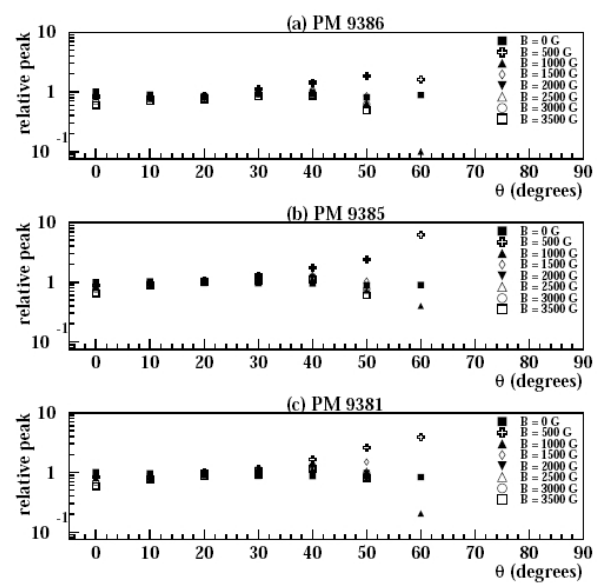 (a) PM 9386
relative peak
10
1
10 -1
B = 0 G
B = 500 G
B = 1000 G
B = 1500 G
B = 2000 G
B = 2500 G
B = 3000 G
B = 3500 G
0 10 20 30 40 50 60 70 80 90
θ (degrees)
(b) PM 9385
relative peak
10
1
10 -1
B = 0 G
B = 500 G
B = 1000 G
B = 1500 G
B = 2000 G
B = 2500 G
B = 3000 G
B = 3500 G
0 10 20 30 40 50 60 70 80 90
θ (degrees)
(c) PM 9381
relative peak
10
1
10 -1
B = 0 G
B = 500 G
B = 1000 G
B = 1500 G
B = 2000 G
B = 2500 G
B = 3000 G
B = 3500 G
0 10 20 30 40 50 60 70 80 90
θ (degrees)